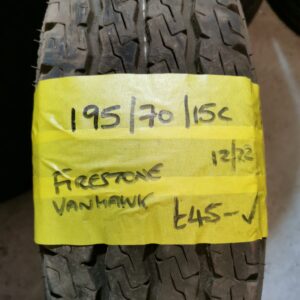 195/70/15C
12/22
FIRESTONE
VANHAWK £45-✓